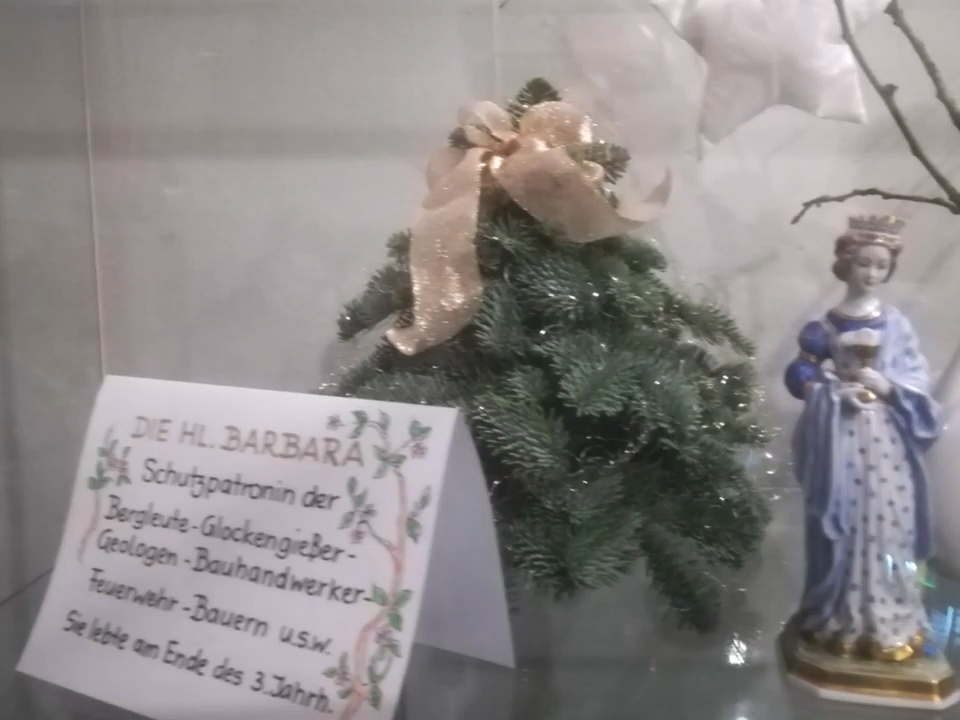 DIE HL. BARBARA
Schutzpatronin der
Bergleute-Glockengießer-
Geologen-Bauhandwerker-
Feuerwehr-Bauern u.s.w.
Sie lebte am Ende des 3. Jahrh.